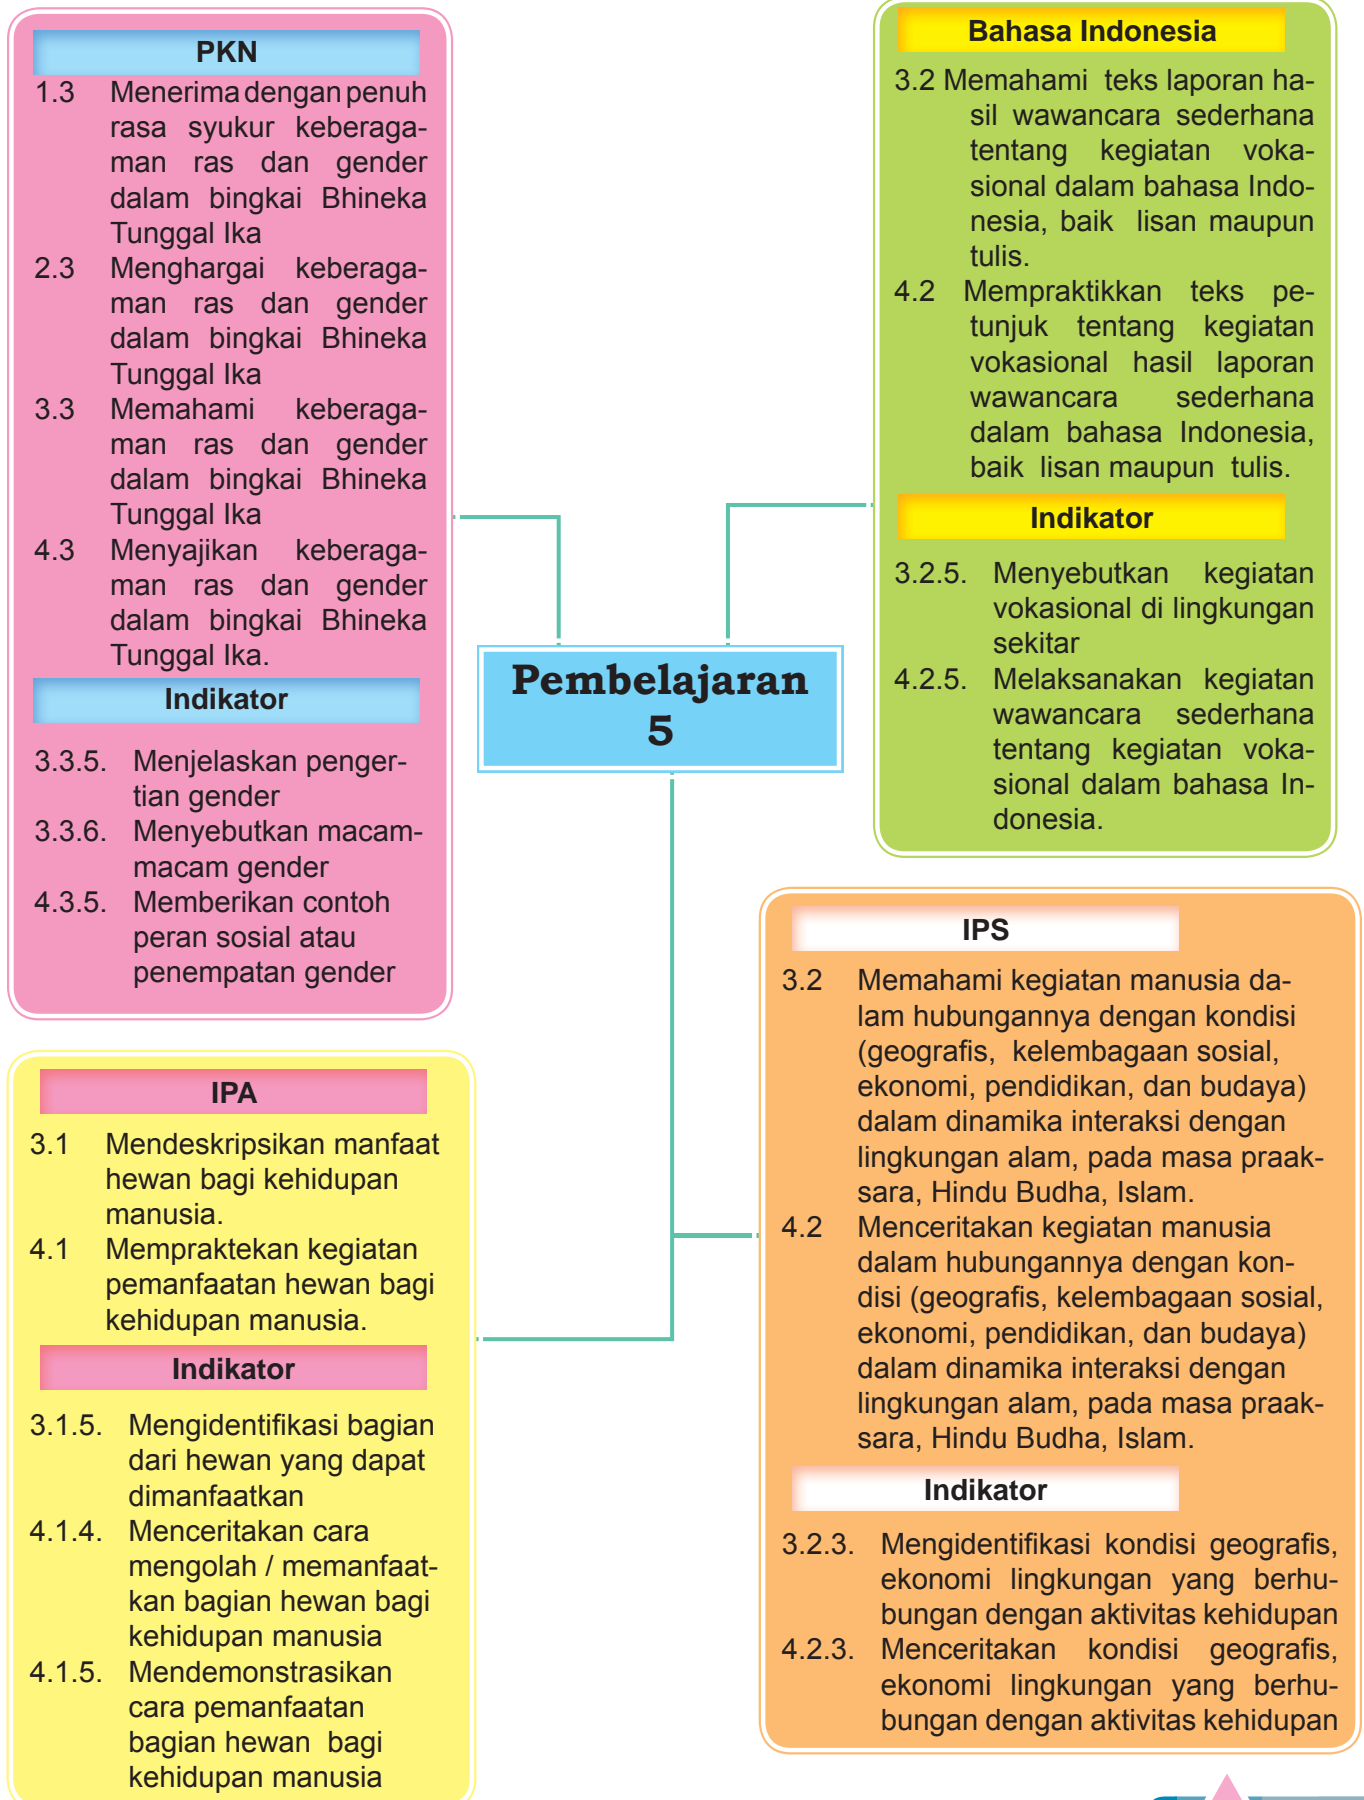 PKN
1.3 Menerima dengan penuh
rasa syukur keberaga-
man ras dan gender
dalam bingkai Bhineka
Tunggal Ika
2.3 Menghargai keberaga-
man ras dan gender
dalam bingkai Bhineka
Tunggal Ika
3.3 Memahami keberaga-
man ras dan gender
dalam bingkai Bhineka
Tunggal Ika
4.3 Menyajikan keberaga-
man ras dan gender
dalam bingkai Bhineka
Tunggal Ika.
Indikator
3.3.5. Menjelaskan penger-
tian gender
3.3.6. Menyebutkan macam-
macam gender
4.3.5. Memberikan contoh
peran sosial atau
penempatan gender
Bahasa Indonesia
3.2 Memahami teks laporan ha-
sil wawancara sederhana
tentang kegiatan voka-
sional dalam bahasa Indo-
nesia, baik lisan maupun
tulis.
4.2 Mempraktikkan teks pe-
tunjuk tentang kegiatan
vokasional hasil laporan
wawancara sederhana
dalam bahasa Indonesia,
baik lisan maupun tulis.
Indikator
3.2.5. Menyebutkan kegiatan
vokasional di lingkungan
sekitar
4.2.5. Melaksanakan kegiatan
wawancara sederhana
tentang kegiatan voka-
sional dalam bahasa In-
donesia.
Pembelajaran
5
IPA
3.1 Mendeskripsikan manfaat
hewan bagi kehidupan
manusia.
4.1 Mempraktekan kegiatan
pemanfaatan hewan bagi
kehidupan manusia.
Indikator
3.1.5. Mengidentifikasi bagian
dari hewan yang dapat
dimanfaatkan
4.1.4. Menceritakan cara
mengolah / memanfaat-
kan bagian hewan bagi
kehidupan manusia
4.1.5. Mendemonstrasikan
cara pemanfaatan
bagian hewan bagi
kehidupan manusia
IPS
3.2 Memahami kegiatan manusia da-
lam hubungannya dengan kondisi
(geografis, kelembagaan sosial,
ekonomi, pendidikan, dan budaya)
dalam dinamika interaksi dengan
lingkungan alam, pada masa praak-
sara, Hindu Budha, Islam.
4.2 Menceritakan kegiatan manusia
dalam hubungannya dengan kon-
disi (geografis, kelembagaan sosial,
ekonomi, pendidikan, dan budaya)
dalam dinamika interaksi dengan
lingkungan alam, pada masa praak-
sara, Hindu Budha, Islam.
Indikator
3.2.3. Mengidentifikasi kondisi geografis,
ekonomi lingkungan yang berhu-
bungan dengan aktivitas kehidupan
4.2.3. Menceritakan kondisi geografis,
ekonomi lingkungan yang berhu-
bungan dengan aktivitas kehidupan